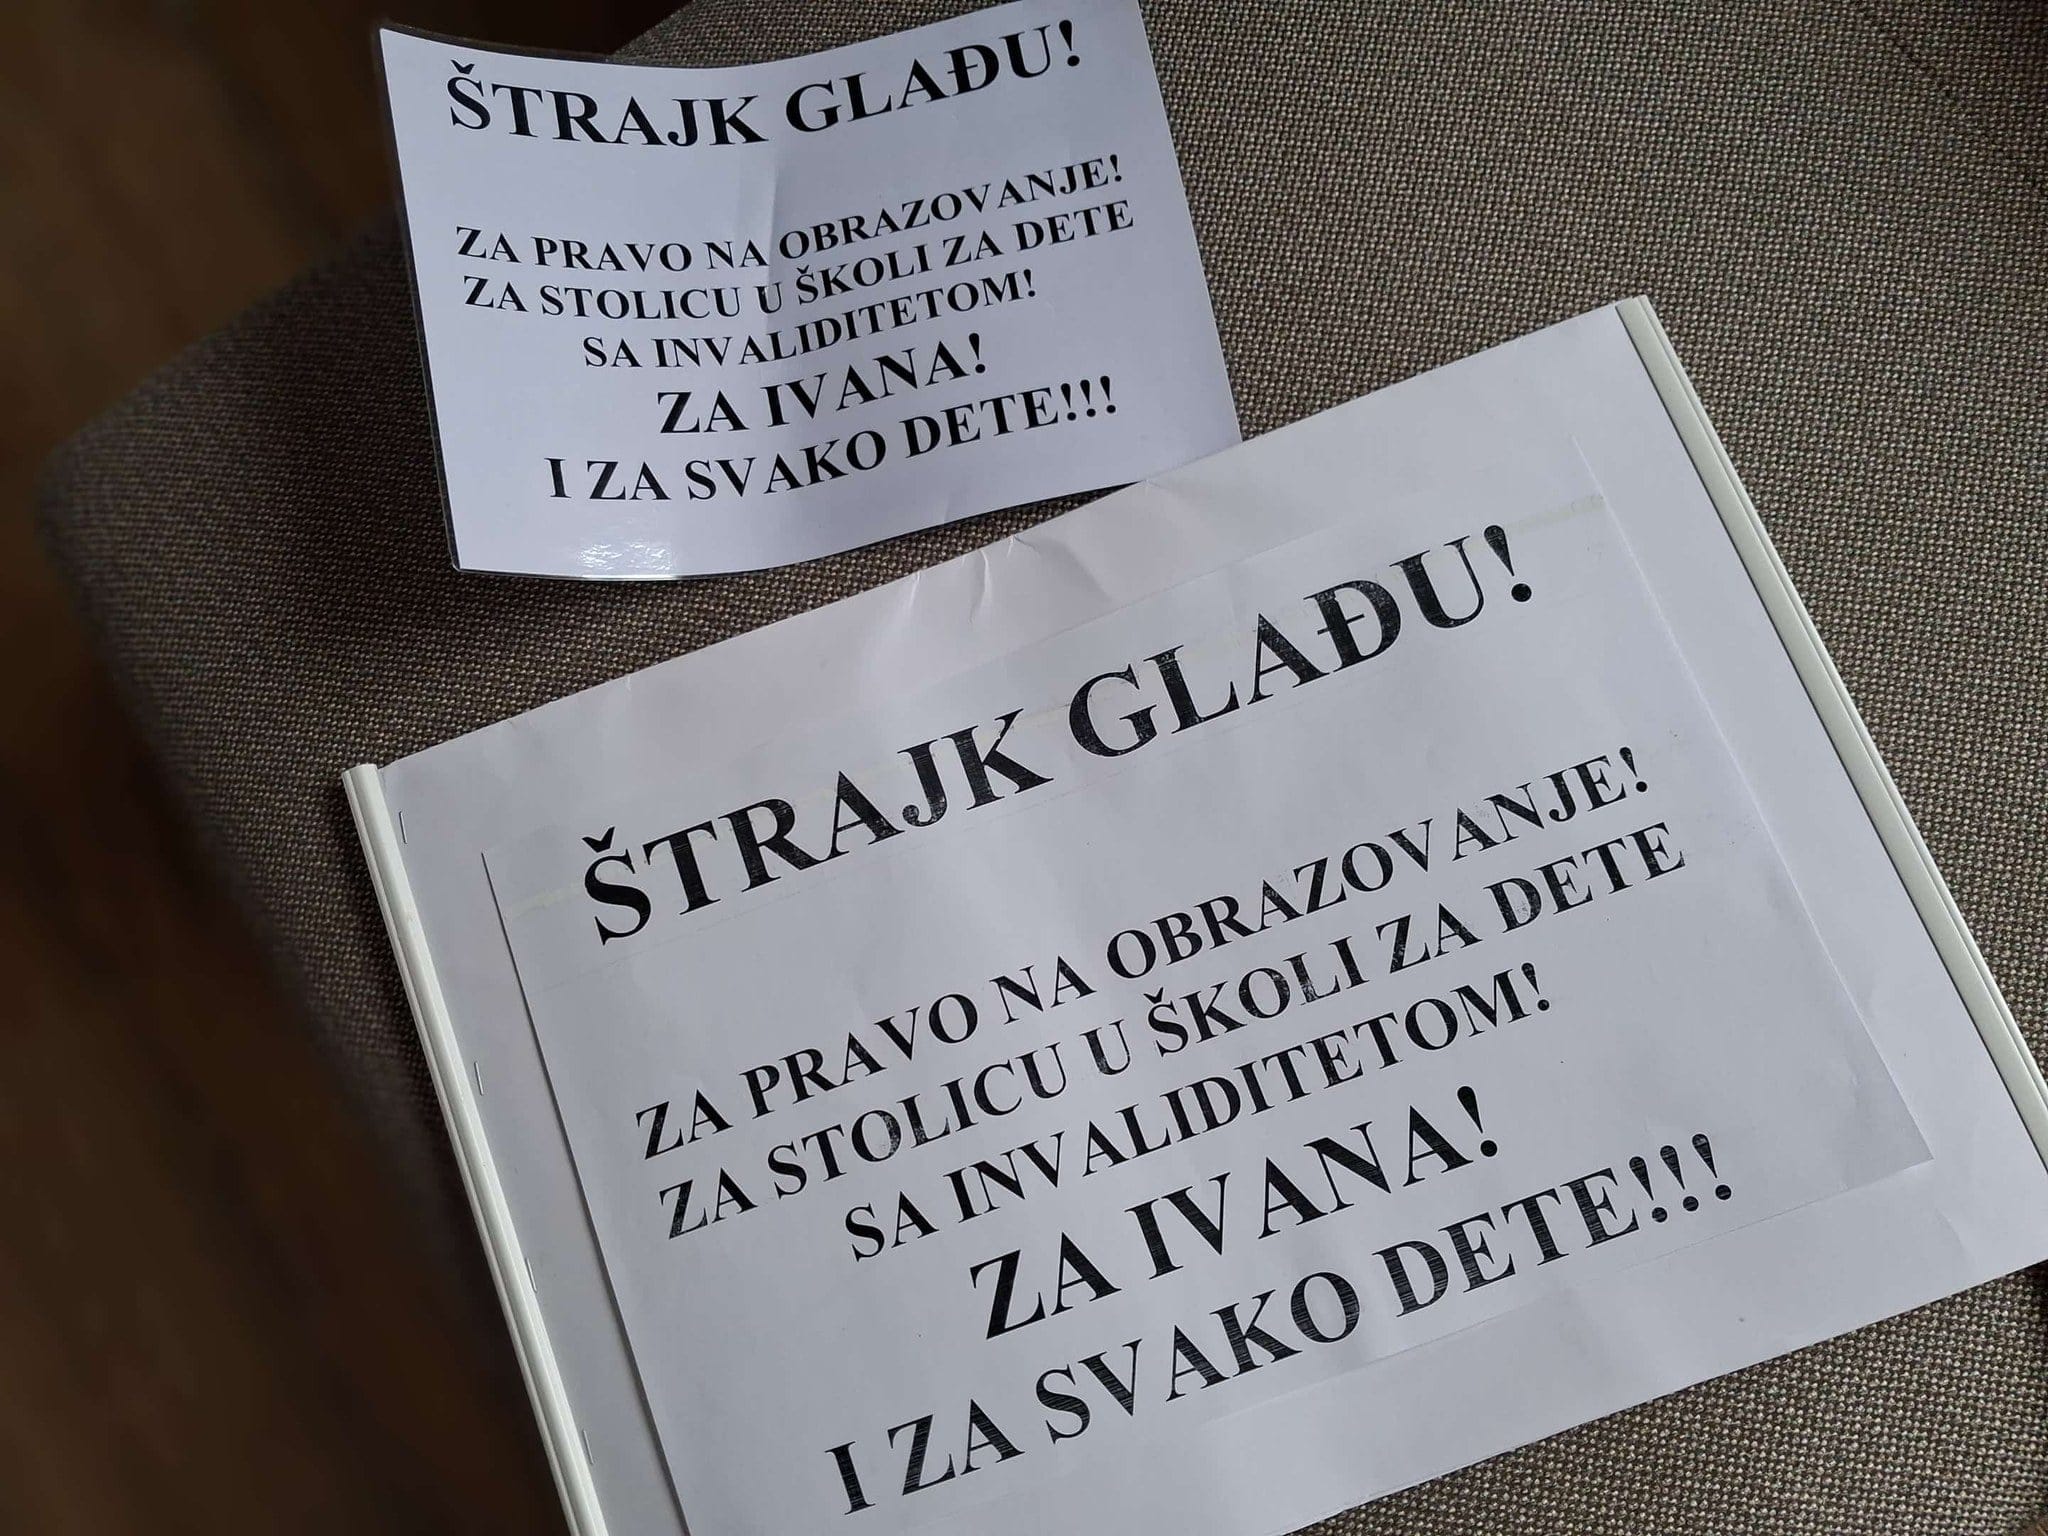 ŠTRAJK GLAĐU!
ZA PRAVO NA OBRAZOVANJE!
ZA STOLICU U ŠKOLI ZA DETE
SA INVALIDITETOM!
ZA IVANA!
I ZA SVAKO DETE!!!
ŠTRAJK GLAĐU!
ZA PRAVO NA OBRAZOVANJE!
ZA STOLICU U ŠKOLI ZA DETE
SA INVALIDITETOM!
ZA IVANA!
I ZA SVAKO DETE!!!